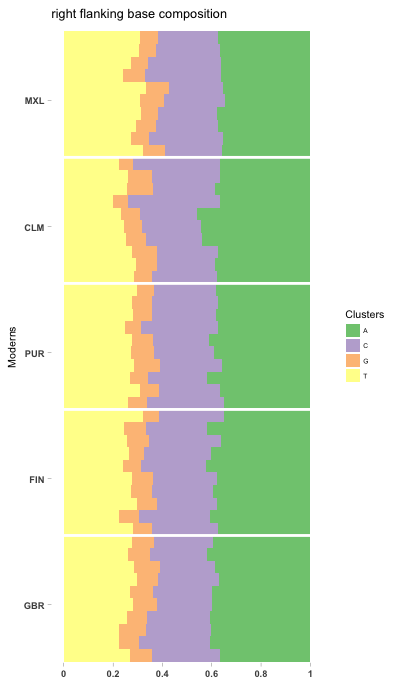 right flanking base composition
MXL
CLM
PUR
FIN
GBR
Moderns
Clusters
A
C
G
T
0 0.2 0.4 0.6 0.8 1